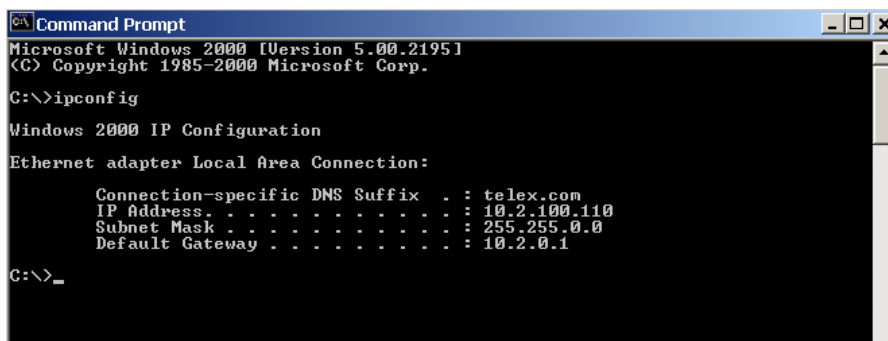 Command Prompt
Microsoft Windows 2000 [Version 5.00.2195]
(C) Copyright 1985-2000 Microsoft Corp.
C:\>ipconfig
Windows 2000 IP Configuration
Ethernet adapter Local Area Connection:
Connection-specific DNS Suffix  . : telex.com
IP Address. . . . . . . . . . . . : 10.2.100.110
Subnet Mask . . . . . . . . . . . : 255.255.0.0
Default Gateway . . . . . . . . . : 10.2.0.1
C:\>_